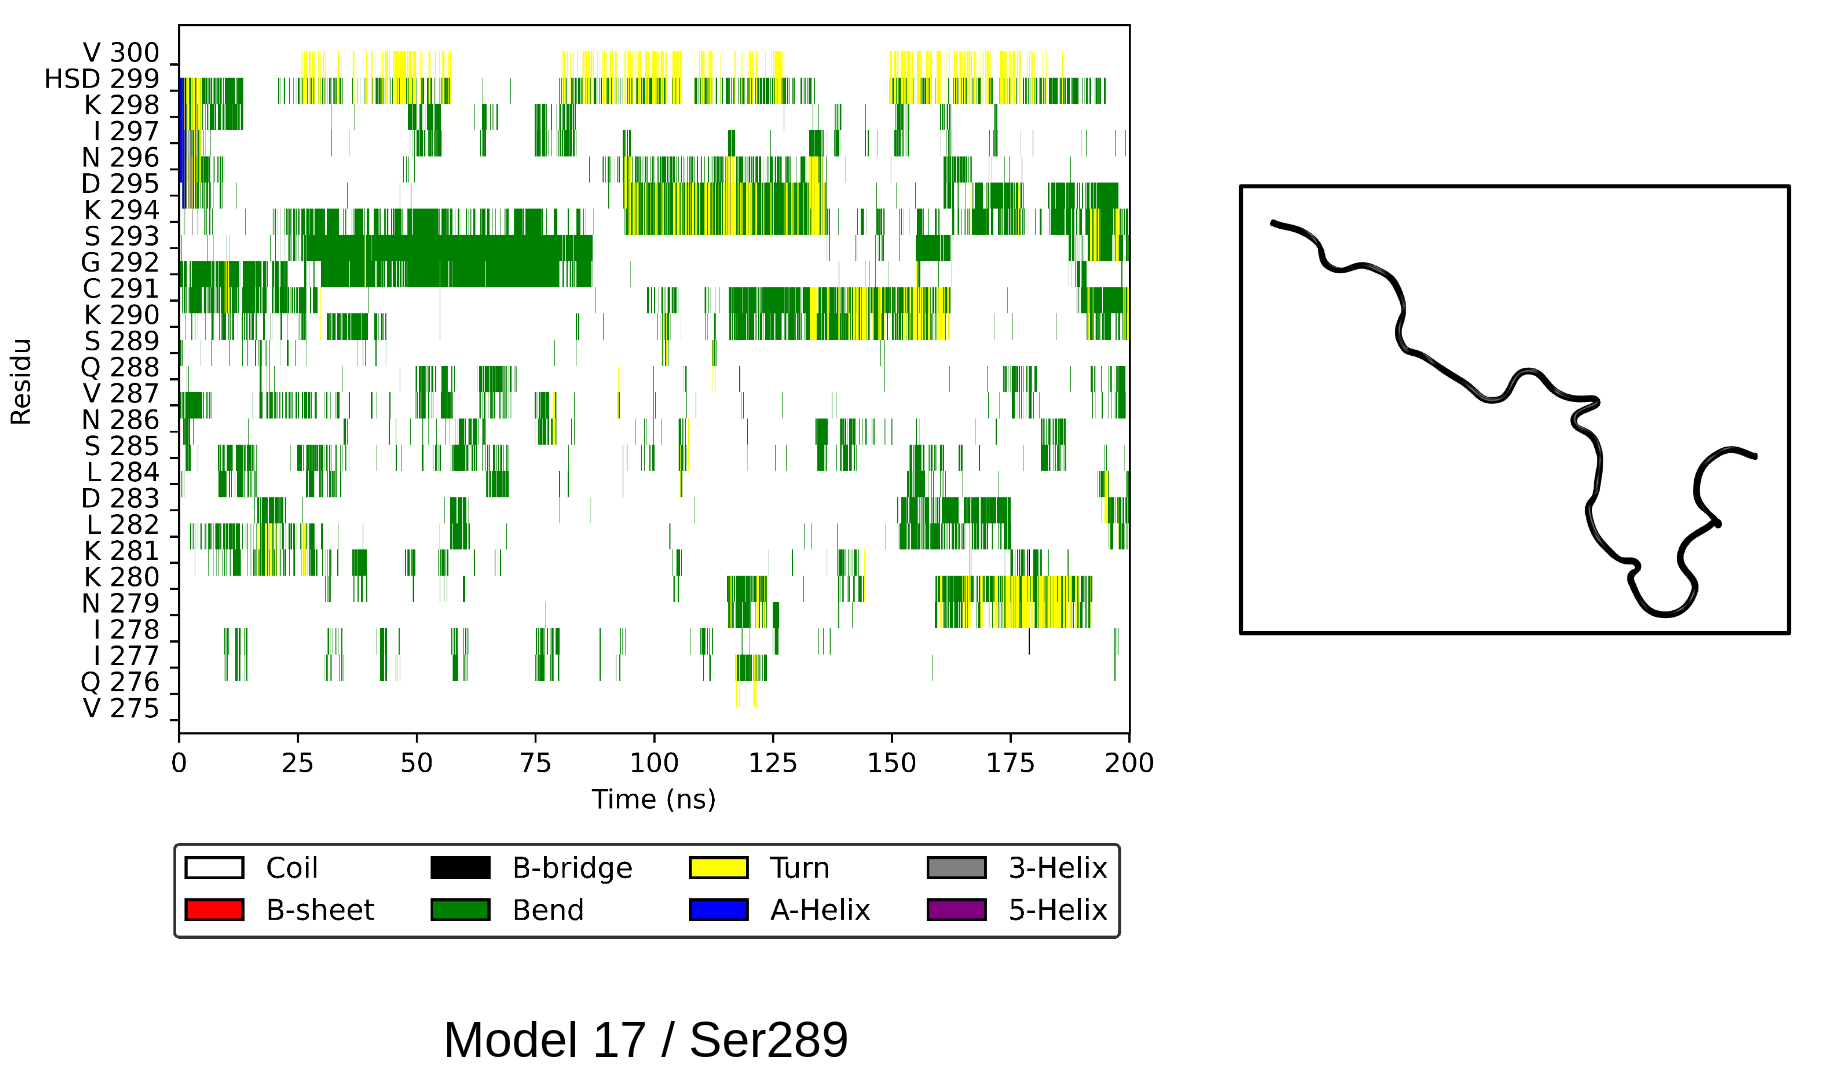 V 300
HSD 299
K 298
I 297
N 296
D 295
K 294
S 293
G 292
C 291
K 290
S 289
Q 288
V 287
N 286
S 285
L 284
D 283
L 282
K 281
K 280
N 279
I 278
I 277
Q 276
V 275
Residu
0 25 50 75 100 125 150 175 200
Time (ns)
Coil B-bridge Turn 3-Helix
B-sheet Bend A-Helix 5-Helix
Model 17 / Ser289